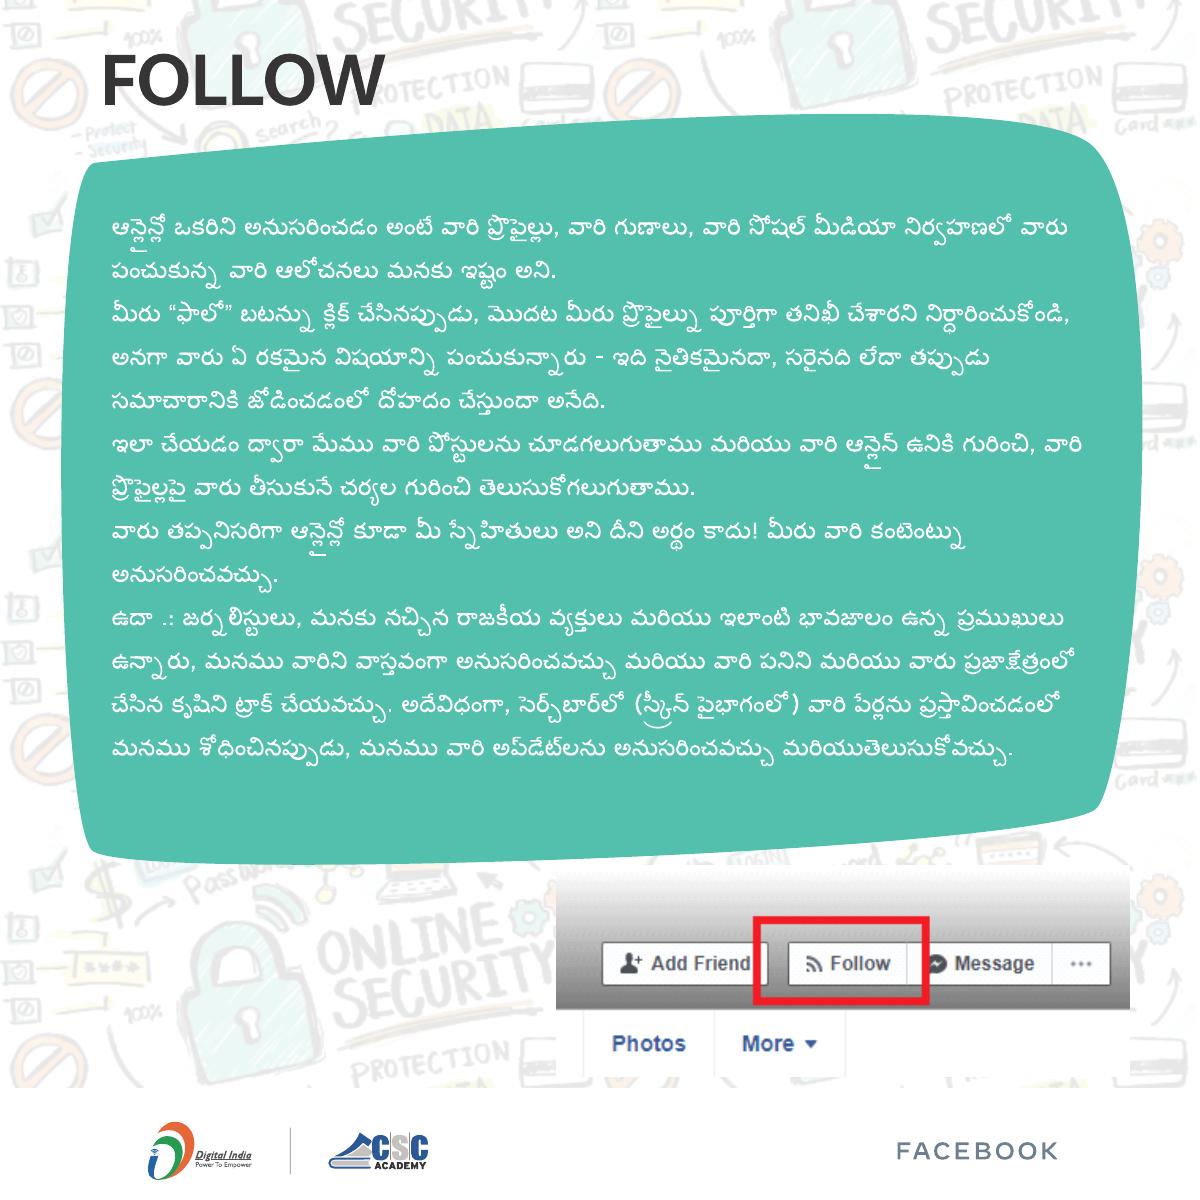 FOLLOW
ఆన్లైన్లో ఒకరిని అనుసరించడం అంటే వారి ప్రొఫైల్లు, వారి గుణాలు, వారి సోషల్ మీడియా నిర్వహణలో వారు
పంచుకున్న వారి ఆలోచనలు మనకు ఇష్టం అని.
మీరు “ఫాలో” బటన్ను క్లిక్ చేసినప్పుడు, మొదట మీరు ప్రొఫైల్ను పూర్తిగా తనిఖీ చేశారని నిర్ధారించుకోండి,
అనగా వారు ఏ రకమైన విషయాన్ని పంచుకున్నారు - ఇది నైతికమైనదా, సరైనది లేదా తప్పుడు
సమాచారానికి జోడించడంలో దోహదం చేస్తుందా అనేది.
ఇలా చేయడం ద్వారా మేము వారి పోస్టులను చూడగలుగుతాము మరియు వారి ఆన్లైన్ ఉనికి గురించి, వారి
ప్రొఫైల్లపై వారు తీసుకునే చర్యల గురించి తెలుసుకోగలుగుతాము.
వారు తప్పనిసరిగా ఆన్లైన్లో కూడా మీ స్నేహితులు అని దీని అర్థం కాదు! మీరు వారి కంటెంట్ను
అనుసరించవచ్చు.
ఉదా .: జర్నలిస్టులు, మనకు నచ్చిన రాజకీయ వ్యక్తులు మరియు ఇలాంటి భావజాలం ఉన్న ప్రముఖులు
ఉన్నారు, మనము వారిని వాస్తవంగా అనుసరించవచ్చు మరియు వారి పనిని మరియు వారు ప్రజాక్షేత్రంలో
చేసిన కృషిని ట్రాక్ చేయవచ్చు. అదేవిధంగా, సెర్చ్‌బార్‌లో (స్క్రీన్ పైభాగంలో) వారి పేర్లను ప్రస్తావించడంలో
మనము శోధించినప్పుడు, మనము వారి అప్‌డేట్‌లను అనుసరించవచ్చు మరియుతెలుసుకోవచ్చు.
Add Friend Follow Message
Photos More
ONLINE
SECURITY
PROTECTION
100%
Digital India
Power To Empower
CSC
ACADEMY
FACEBOOK